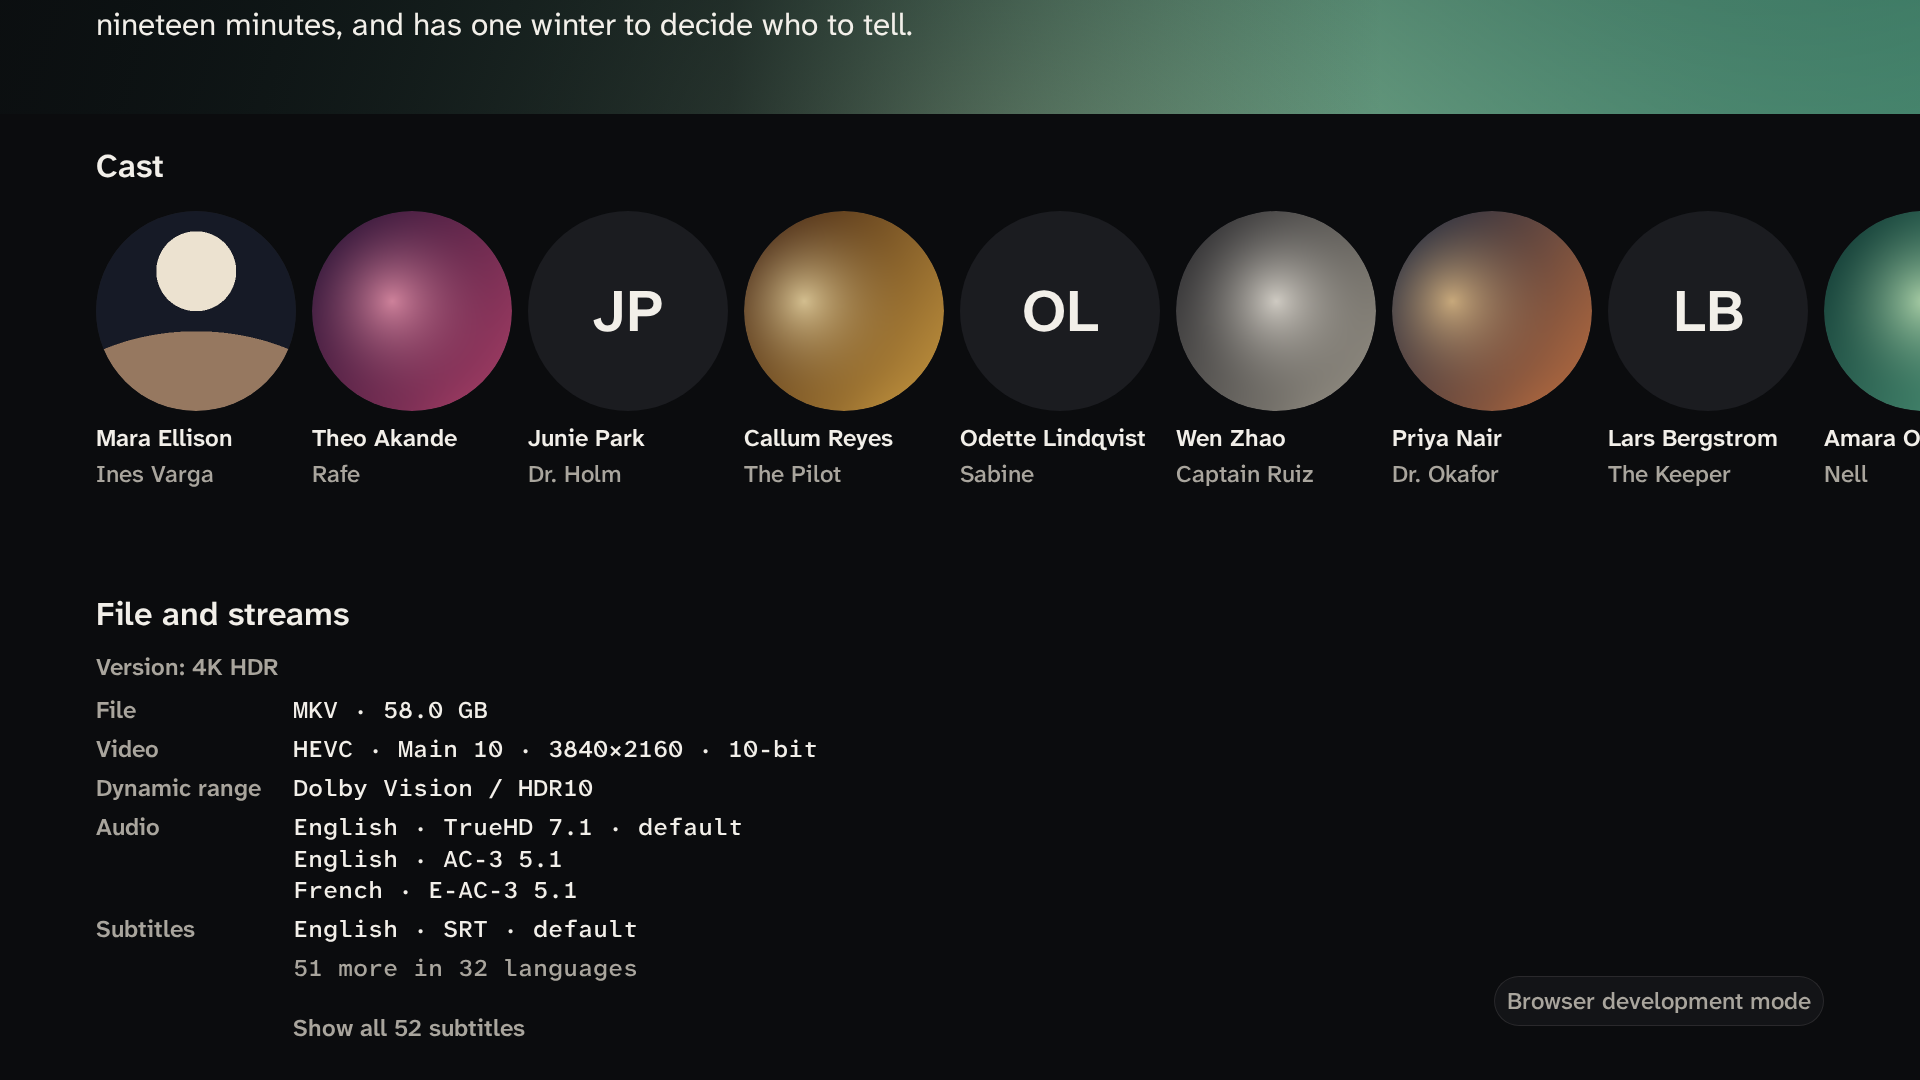 nineteen minutes, and has one winter to decide who to tell.
Cast
JP
OL
LB
Mara Ellison
Ines Varga
Theo Akande
Rafe
Junie Park
Dr. Holm
Callum Reyes
The Pilot
Odette Lindqvist
Sabine
Wen Zhao
Captain Ruiz
Priya Nair
Dr. Okafor
Lars Bergstrom
The Keeper
Amara O
Nell
File and streams
Version: 4K HDR
File MKV · 58.0 GB
Video HEVC · Main 10 · 3840×2160 · 10-bit
Dynamic range Dolby Vision / HDR10
Audio English · TrueHD 7.1 · default
English · AC-3 5.1
French · E-AC-3 5.1
Subtitles English · SRT · default
51 more in 32 languages
Show all 52 subtitles
Browser development mode